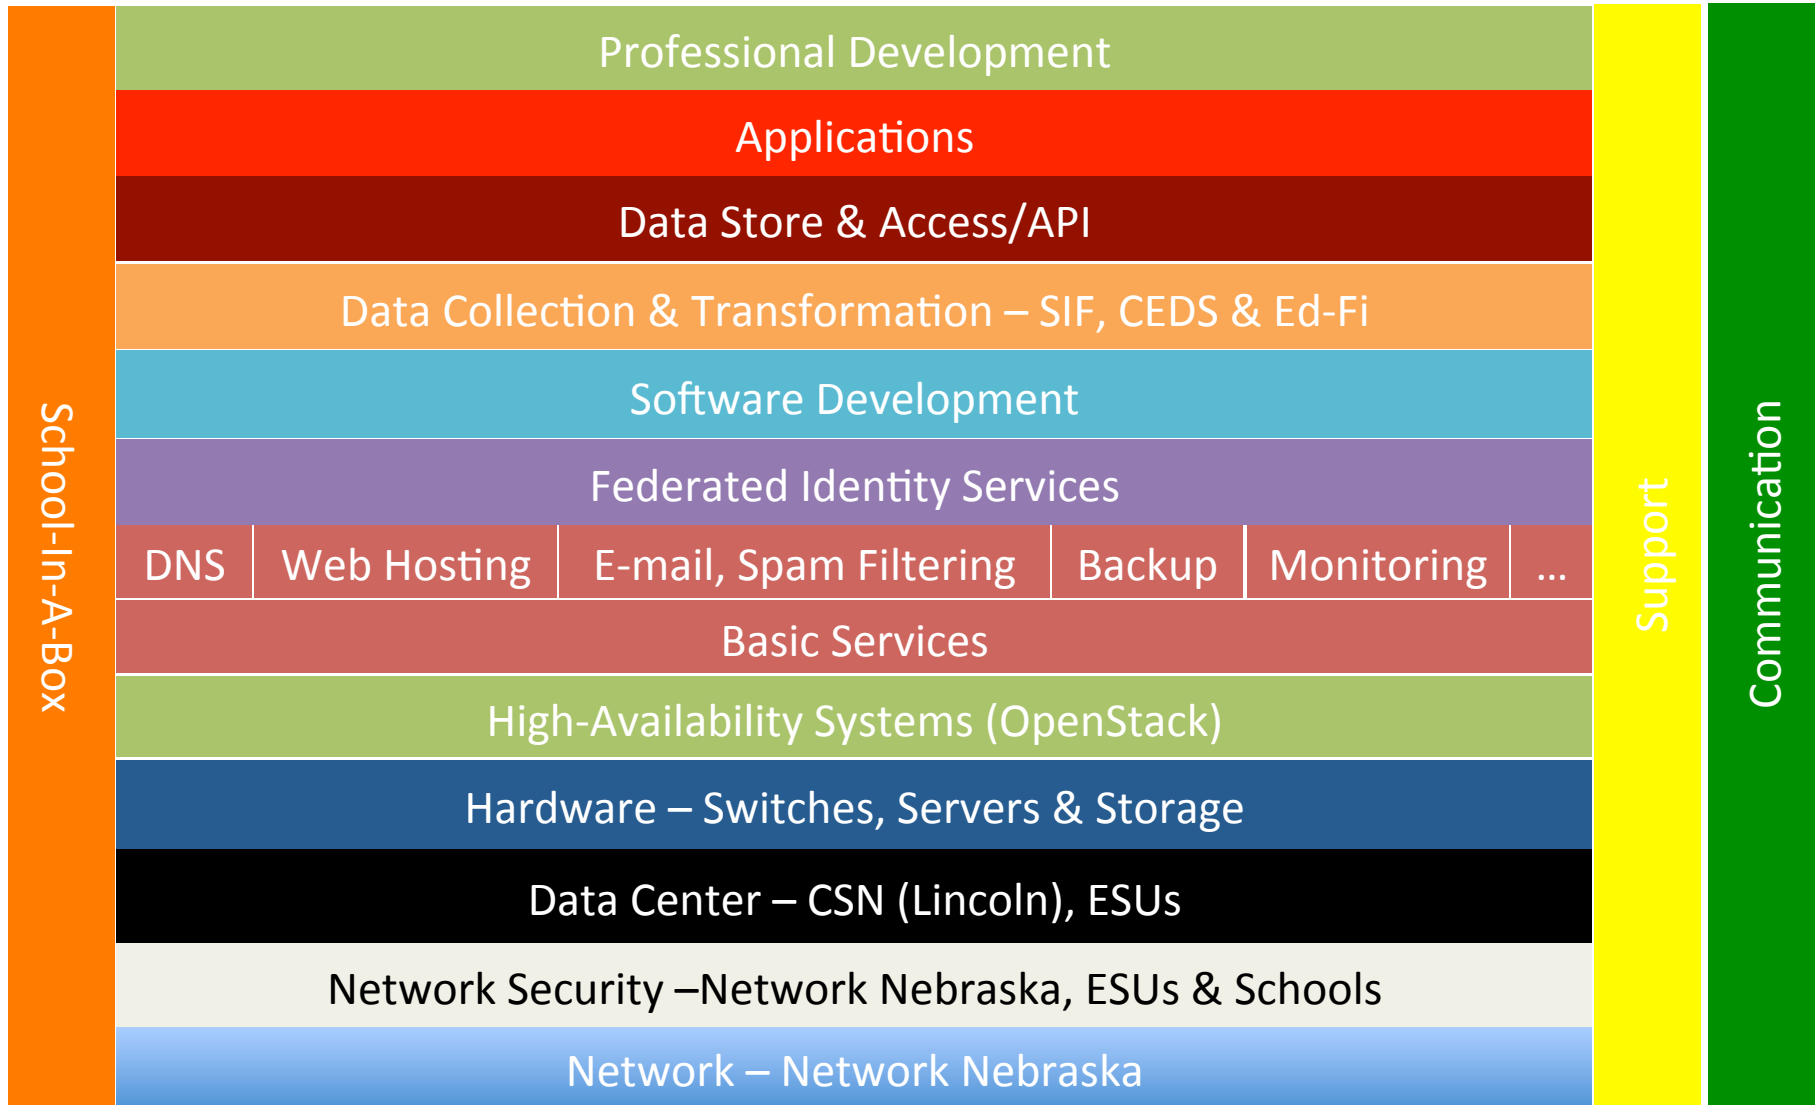 School-In-A-Box
Professional Development
Applications
Data Store & Access/API
Data Collection & Transformation – SIF, CEDS & Ed-Fi
Software Development
Federated Identity Services
DNS
Web Hosting
E-mail, Spam Filtering
Backup
Monitoring
...
Basic Services
High-Availability Systems (OpenStack)
Hardware – Switches, Servers & Storage
Data Center – CSN (Lincoln), ESUs
Network Security –Network Nebraska, ESUs & Schools
Network – Network Nebraska
Support
Communication